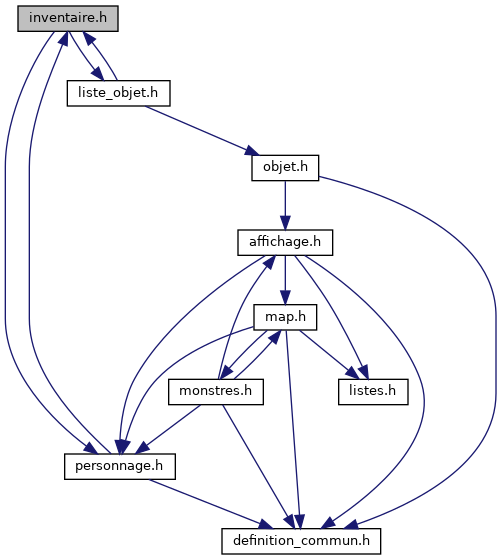 inventaire.h
liste_objet.h
objet.h
affichage.h
map.h
monstres.h
listes.h
personnage.h
definition_commun.h